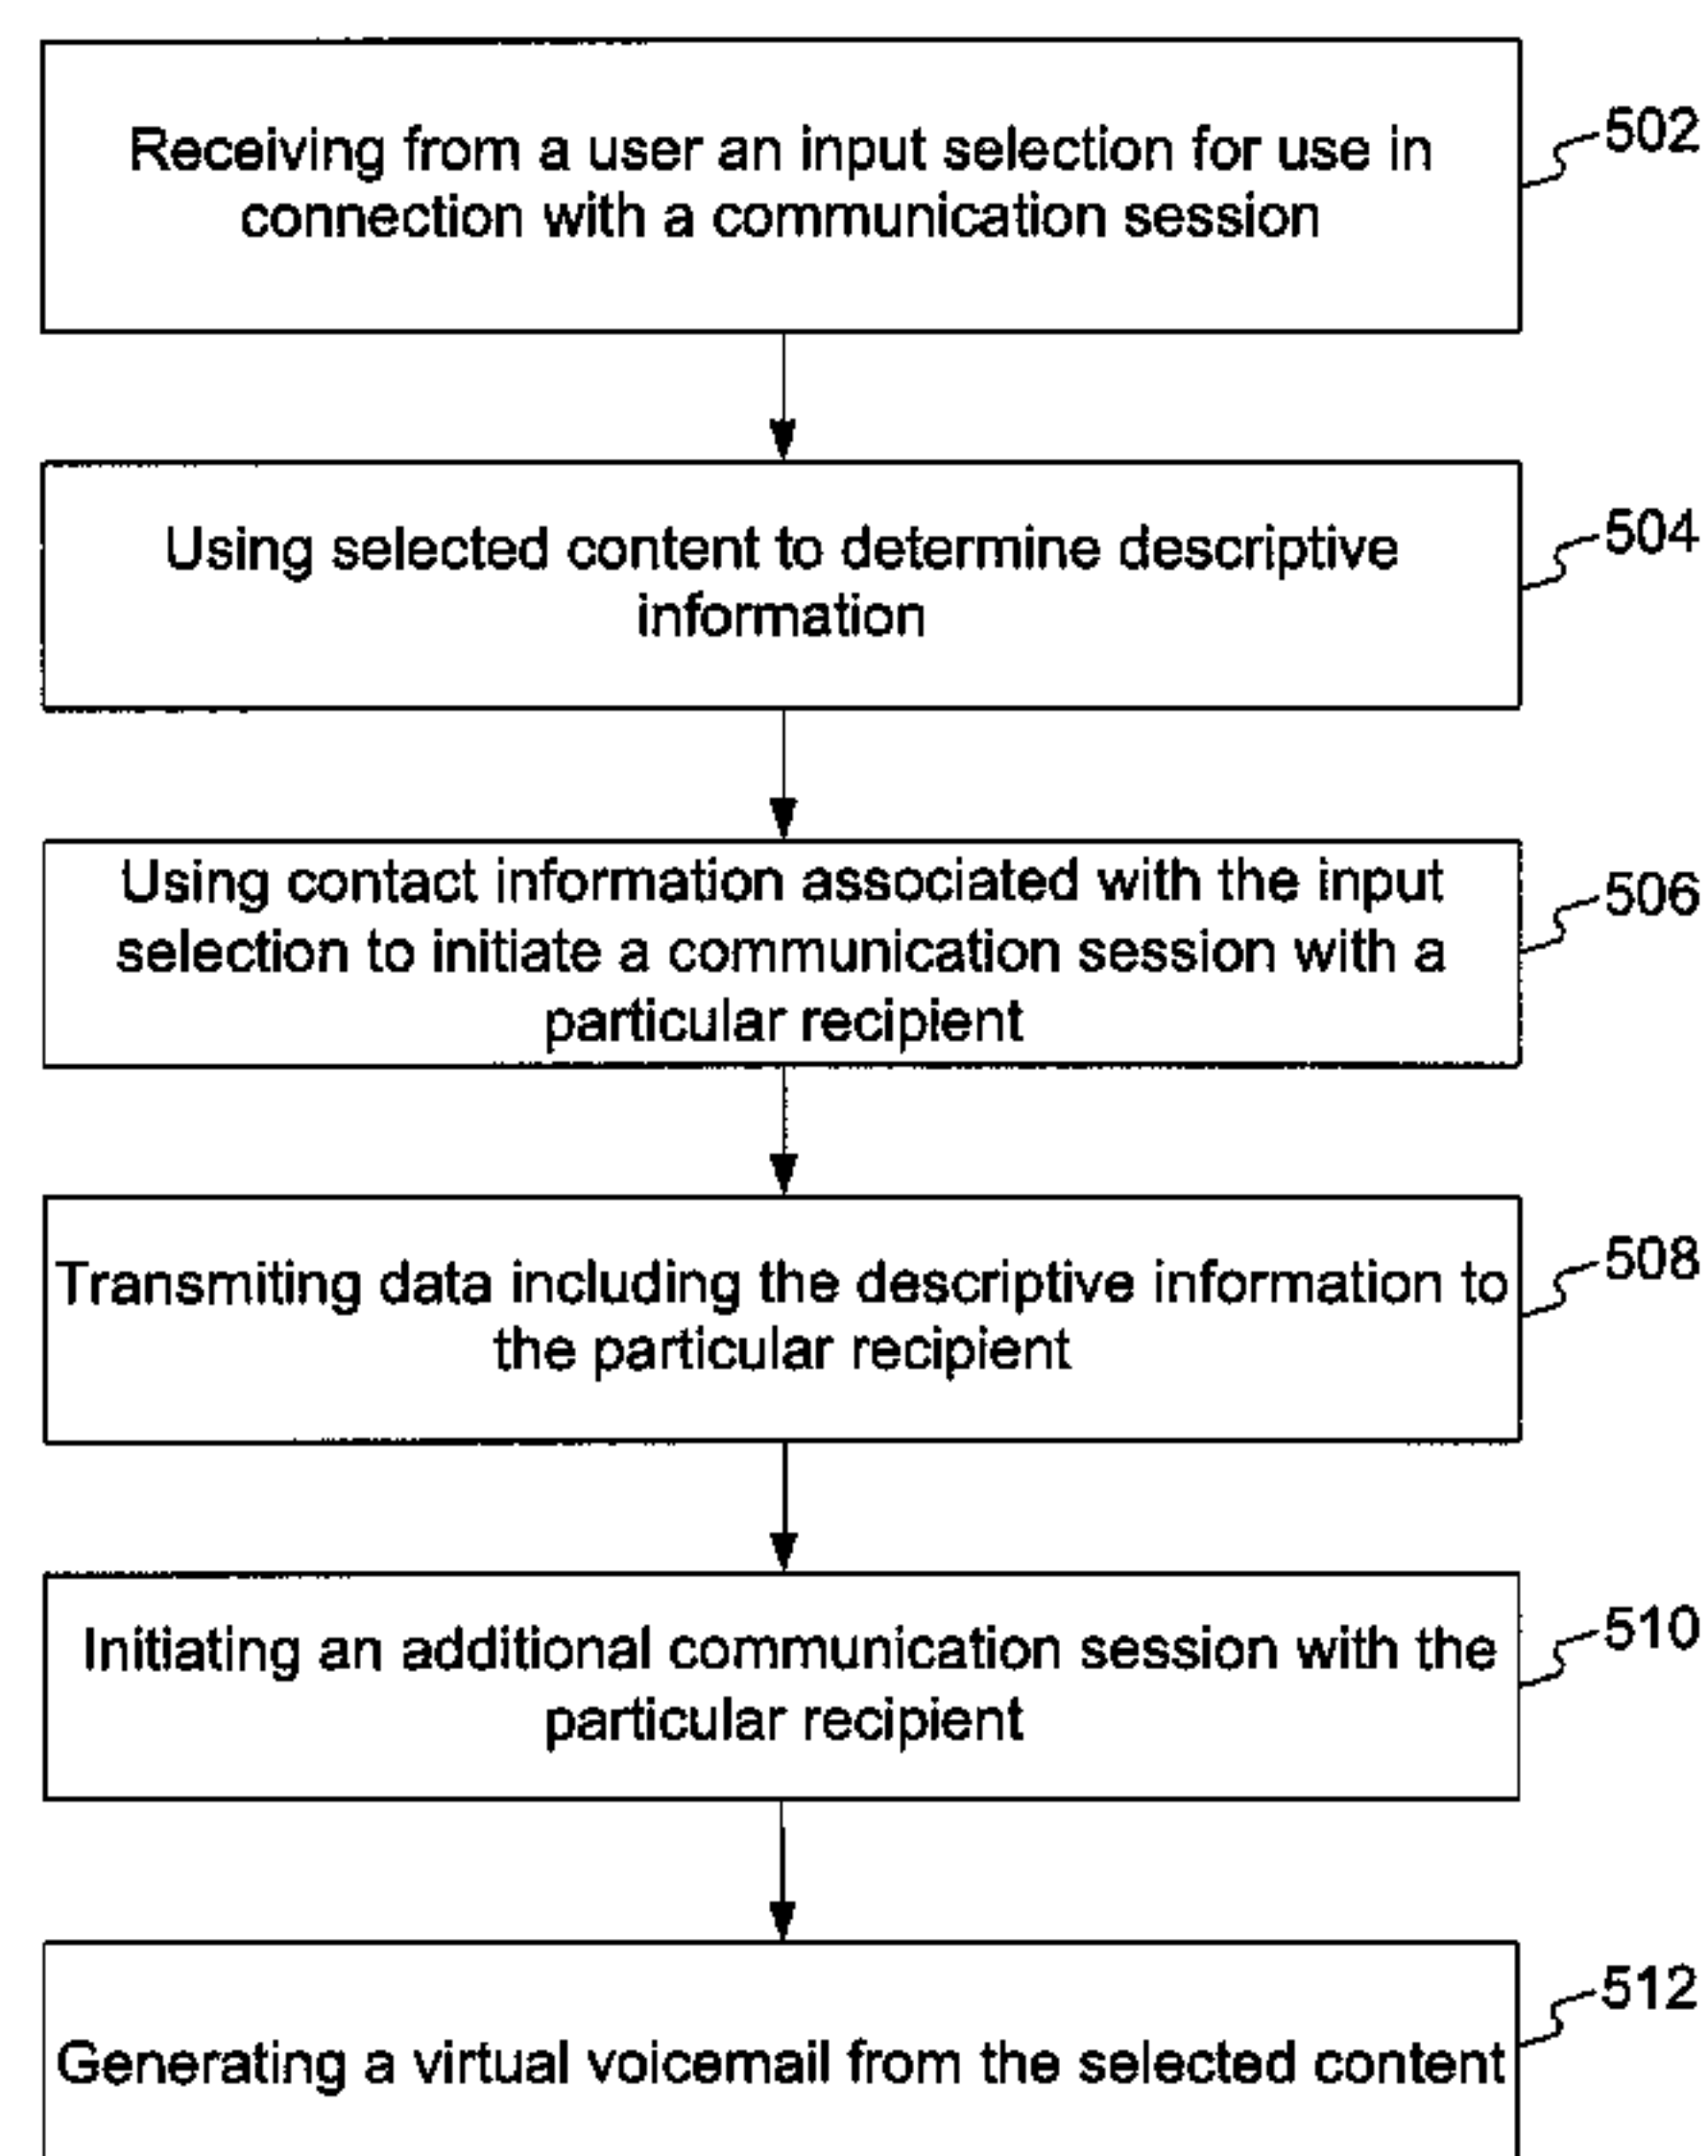 Receiving from a user an input selection for use in
connection with a communication session
502
Using selected content to determine descriptive
information
504
Using contact information associated with the input
selection to initiate a communication session with a
particular recipient
506
Transmiting data including the descriptive information to
the particular recipient
508
Initiating an additional communication session with the
particular recipient
510
Generating a virtual voicemail from the selected content
512